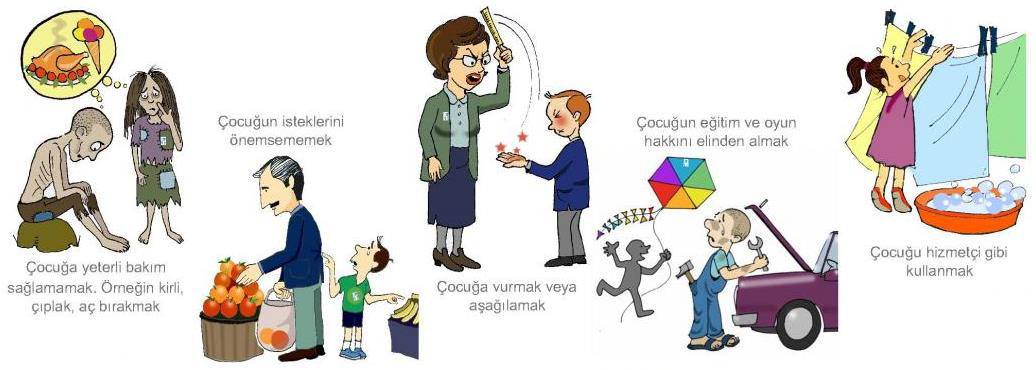 Çocuğa yeterli bakım
sağlamamak. Örneğin kirli,
çıplak, aç bırakmak
Çocuğun isteklerini
önemsememek
Çocuğa vurmak veya
aşağılamak
Çocuğun eğitim ve oyun
hakkını elinden almak
Çocuğu hizmetçi gibi
kullanmak